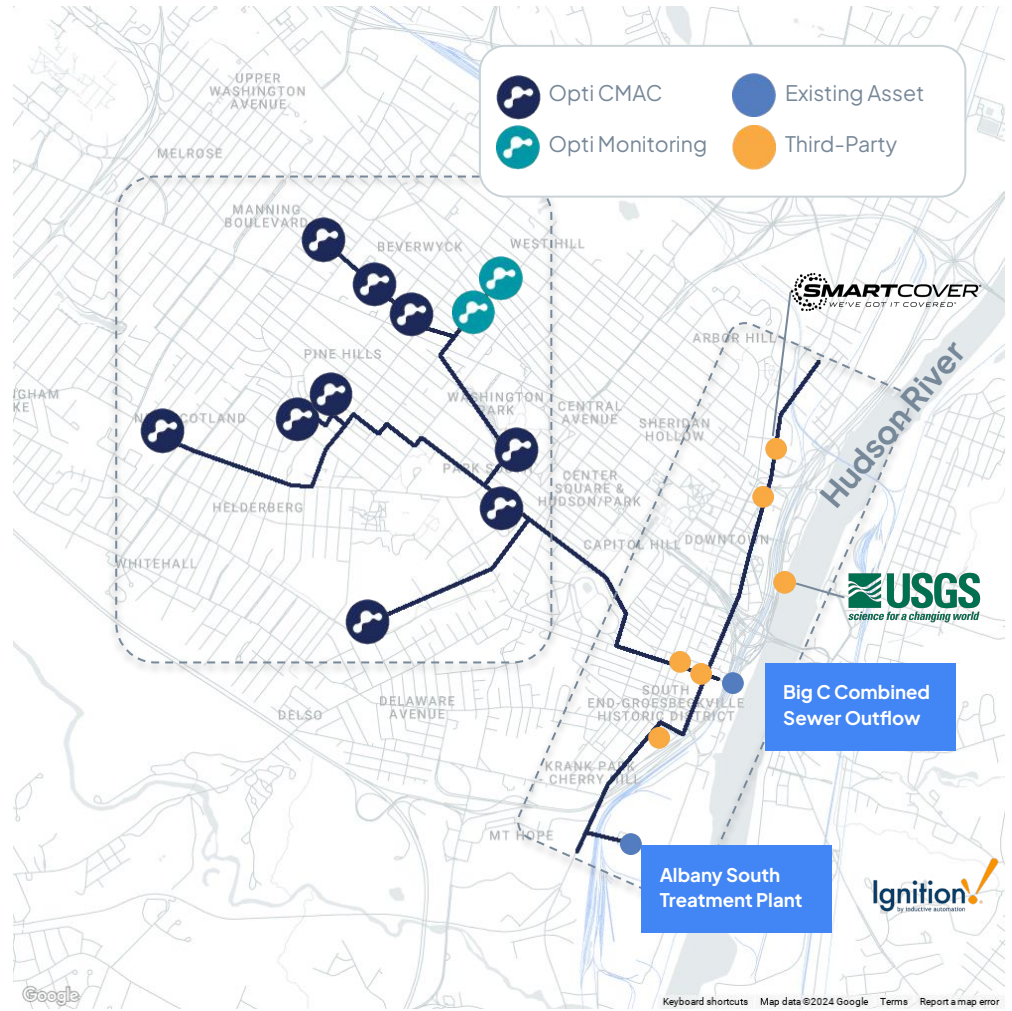 UPPER
WASHINGTON
AVENUE
Opti CMAC
Existing Asset
Opti Monitoring
Third-Party
MELROSE
MANNING
BOULEVARD
BEVERWYCK
WEST HILL
SMARTCOVER
WE'VE GOT IT COVERED
ARBOR HILL
PINE HILLS
Hudson River
WASHINGTON
PARK
CENTRAL
AVENUE
SHERIDAN
HOLLOW
CENTER
SQUARE &
HUDSON/PARK
HELDERBERG
CAPITOL HILL
DOWNTOWN
WHITEHALL
USGS
science for a changing world
Big C Combined
Sewer Outflow
SOUTH
END-GROESBECKVILLE
HISTORIC DISTRICT
DELAWARE
AVENUE
DELSO
KRANK PARK
CHERRY HILL
MT HOPE
Albany South
Treatment Plant
Ignition!
by inductive automation
Google
Keyboard shortcuts Map data ©2024 Google Terms Report a map error